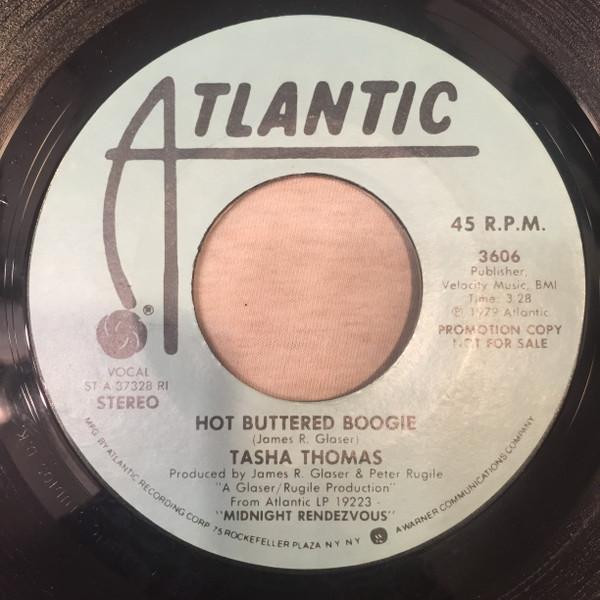 ATLANTIC
®
45 R.P.M.
3606
Publisher,
Velocity Music, BMI
Time: 3:28
℗ 1979 Atlantic
PROMOTION COPY
NOT FOR SALE
VOCAL
ST A 37328 RI
STEREO
HOT BUTTERED BOOGIE
(James R. Glaser)
TASHA THOMAS
Produced by James R. Glaser & Peter Rugile
"A Glaser/Rugile Production"
From Atlantic LP 19223 -
"MIDNIGHT RENDEZVOUS"
MFG. BY ATLANTIC RECORDING CORP. 75 ROCKEFELLER PLAZA NY NY A WARNER COMMUNICATIONS COMPANY